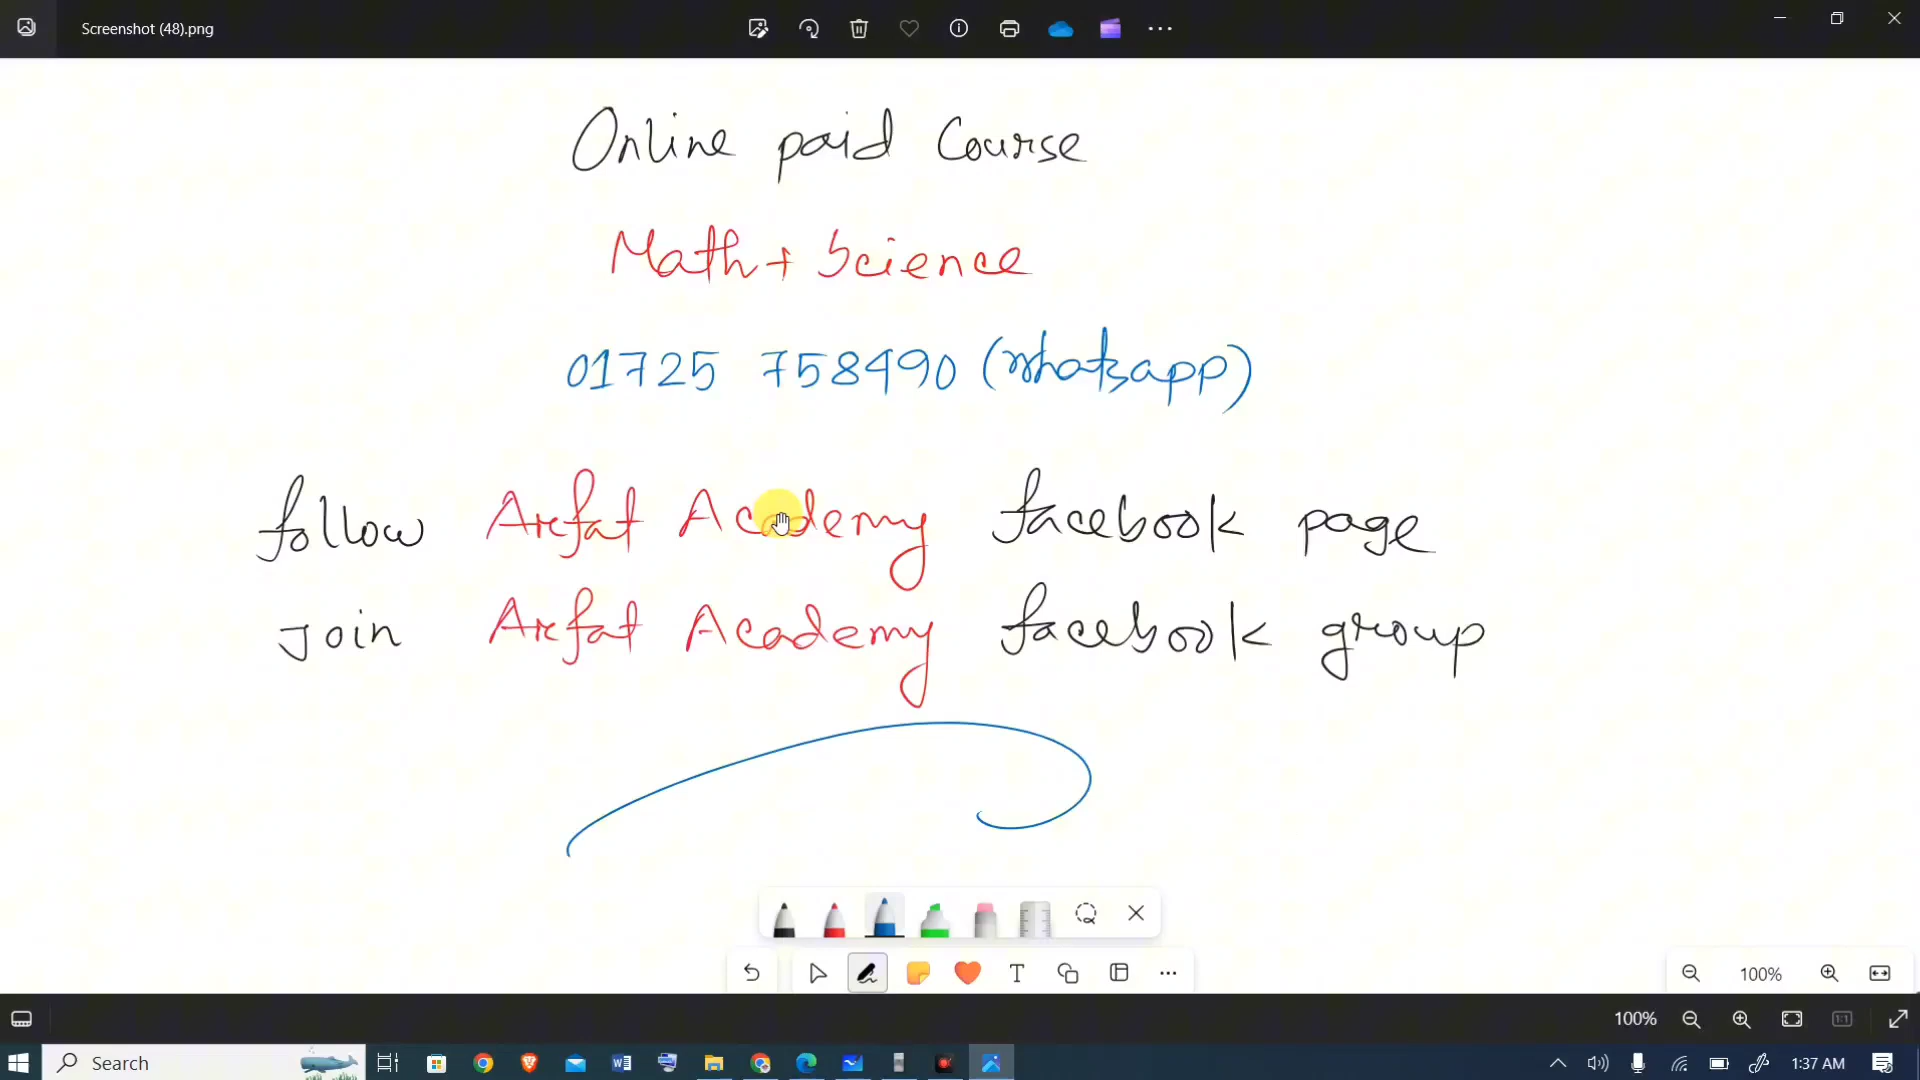 Screenshot (48).png
Online paid Course
Math + Science
01725 758490 (whatsapp)
follow Arfat Academy facebook page
join Arfat Academy facebook group
100%
100%
Search
1:37 AM